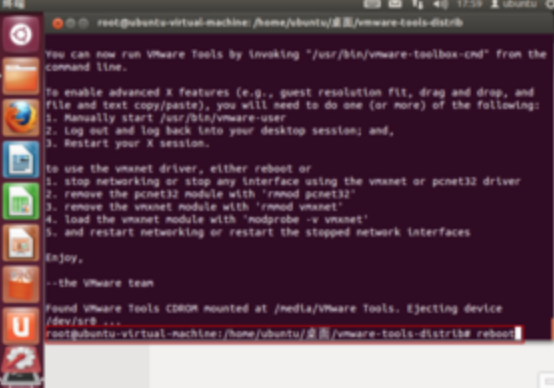 终端
17:59 ubuntu
root@ubuntu-virtual-machine: /home/ubuntu/桌面/vmware-tools-distrib
You can now run VMware Tools by invoking "/usr/bin/vmware-toolbox-cmd" from the
command line.
To enable advanced X features (e.g., guest resolution fit, drag and drop, and
file and text copy/paste), you will need to do one (or more) of the following:
1. Manually start /usr/bin/vmware-user
2. Log out and log back into your desktop session; and,
3. Restart your X session.
to use the vmxnet driver, either reboot or
1. stop networking or stop any interface using the vmxnet or pcnet32 driver
2. remove the pcnet32 module with 'rmmod pcnet32'
3. remove the vmxnet module with 'rmmod vmxnet'
4. load the vmxnet module with 'modprobe -v vmxnet'
5. and restart networking or restart the stopped network interfaces
Enjoy,
--the VMware team
Found VMware Tools CDROM mounted at /media/VMware Tools. Ejecting device
/dev/sr0 ...
root@ubuntu-virtual-machine:/home/ubuntu/桌面/vmware-tools-distrib# reboot